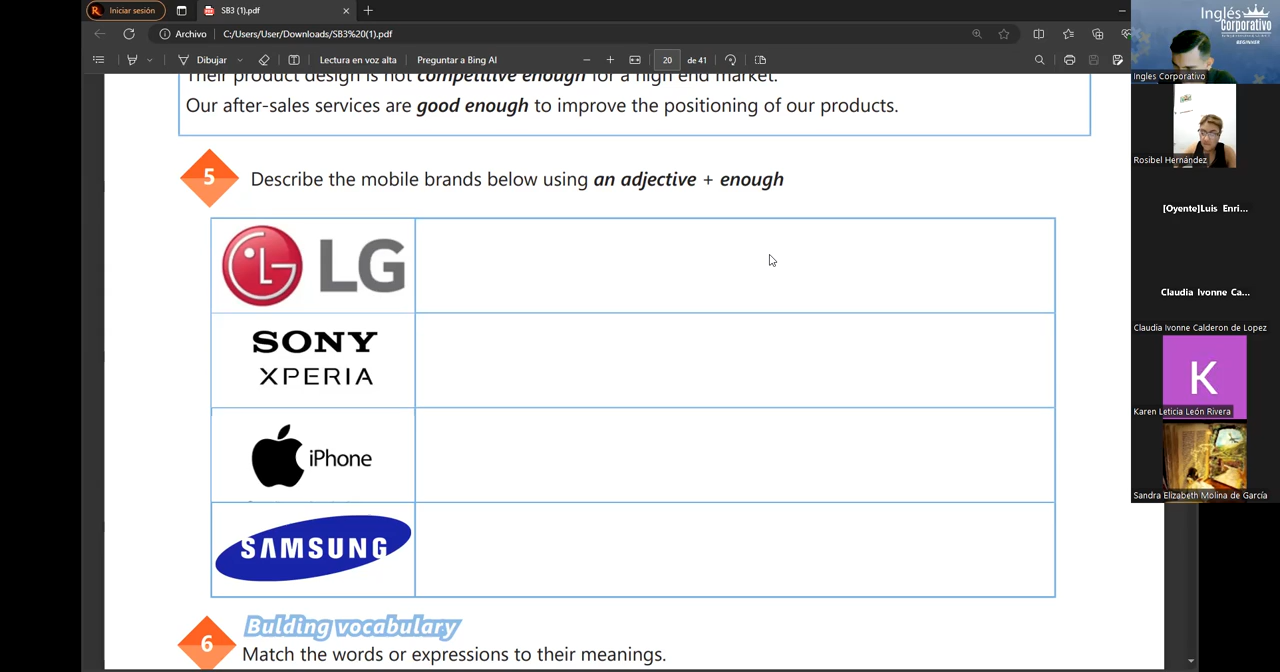 Iniciar sesión
SB3 (1).pdf
Archivo
C:/Users/User/Downloads/SB3%20(1).pdf
Dibujar
Lectura en voz alta
Preguntar a Bing AI
20
de 41
Their product design is not competitive enough for a high end market.
Our after-sales services are good enough to improve the positioning of our products.
5
Describe the mobile brands below using an adjective + enough
LG
LG
SONY
XPERIA
iPhone
SAMSUNG
6
Bulding vocabulary
Match the words or expressions to their meanings.
Inglés
Corporativo
BEGINNER
Ingles Corporativo
Rosibel Hernández
[Oyente]Luis Enri...
Claudia Ivonne Ca...
Claudia Ivonne Calderon de Lopez
K
Karen Leticia León Rivera
Sandra Elizabeth Molina de García